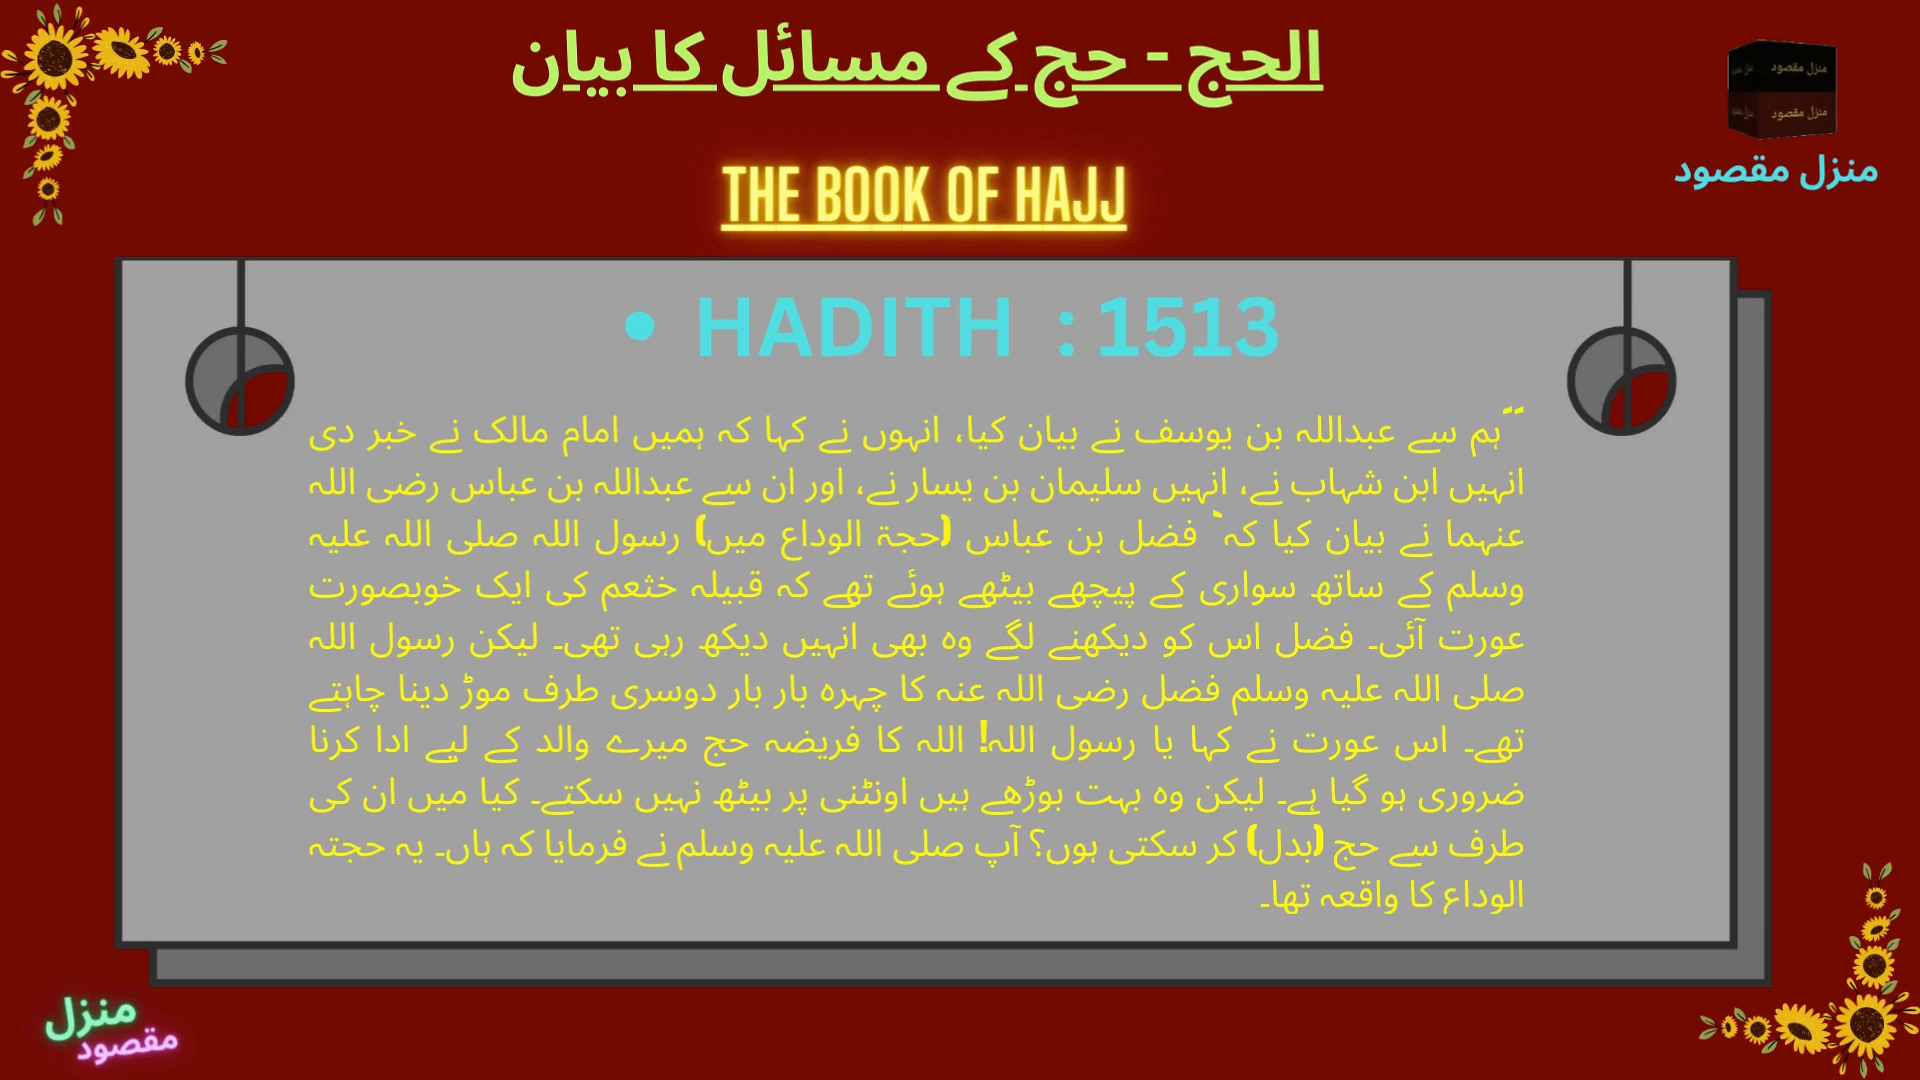 الحج - حج کے مسائل کا بیان
منزل مقصود
منزل مقصود
منزل مقصود
THE BOOK OF HAJJ
• HADITH : 1513
”ہم سے عبداللہ بن یوسف نے بیان کیا، انہوں نے کہا کہ ہمیں امام مالک نے خبر دی
انہیں ابن شہاب نے، انہیں سلیمان بن یسار نے، اور ان سے عبداللہ بن عباس رضی اللہ
عنہما نے بیان کیا کہ` فضل بن عباس (حجۃ الوداع میں) رسول اللہ صلی اللہ علیہ
وسلم کے ساتھ سواری کے پیچھے بیٹھے ہوئے تھے کہ قبیلہ خثعم کی ایک خوبصورت
عورت آئی۔ فضل اس کو دیکھنے لگے وہ بھی انہیں دیکھ رہی تھی۔ لیکن رسول اللہ
صلی اللہ علیہ وسلم فضل رضی اللہ عنہ کا چہرہ بار بار دوسری طرف موڑ دینا چاہتے
تھے۔ اس عورت نے کہا یا رسول اللہ! اللہ کا فریضہ حج میرے والد کے لیے ادا کرنا
ضروری ہو گیا ہے۔ لیکن وہ بہت بوڑھے ہیں اونٹنی پر بیٹھ نہیں سکتے۔ کیا میں ان کی
طرف سے حج (بدل) کر سکتی ہوں؟ آپ صلی اللہ علیہ وسلم نے فرمایا کہ ہاں۔ یہ حجتہ
الوداع کا واقعہ تھا۔
منزل
مقصود